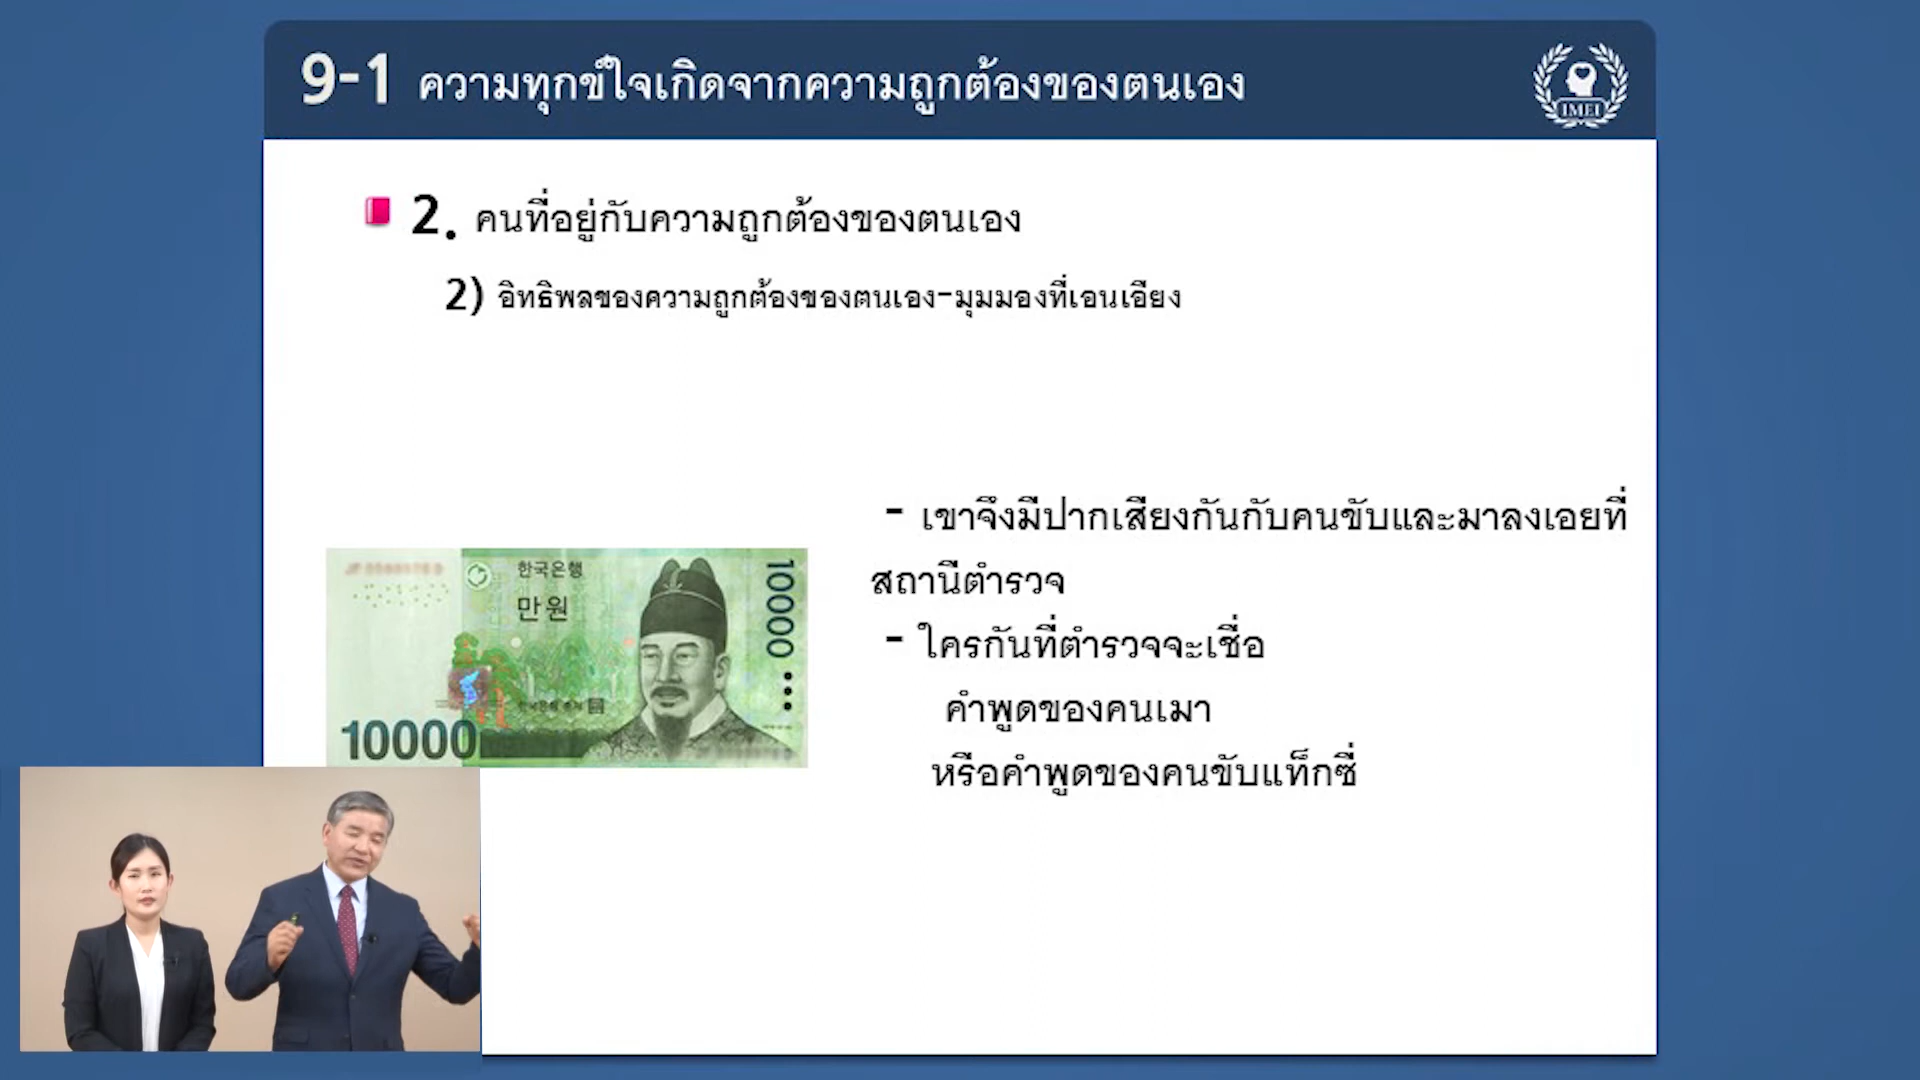 9-1 ความทุกข์ใจเกิดจากความถูกต้องของตนเอง
IMEI
2. คนที่อยู่กับความถูกต้องของตนเอง
2) อิทธิพลของความถูกต้องของตนเอง-มุมมองที่เอนเอียง
- เขาจึงมีปากเสียงกันกับคนขับและมาลงเอยที่
สถานีตำรวจ
- ใครกันที่ตำรวจจะเชื่อ
คำพูดของคนเมา
หรือคำพูดของคนขับแท็กซี่
한국은행
만원
10000
10000